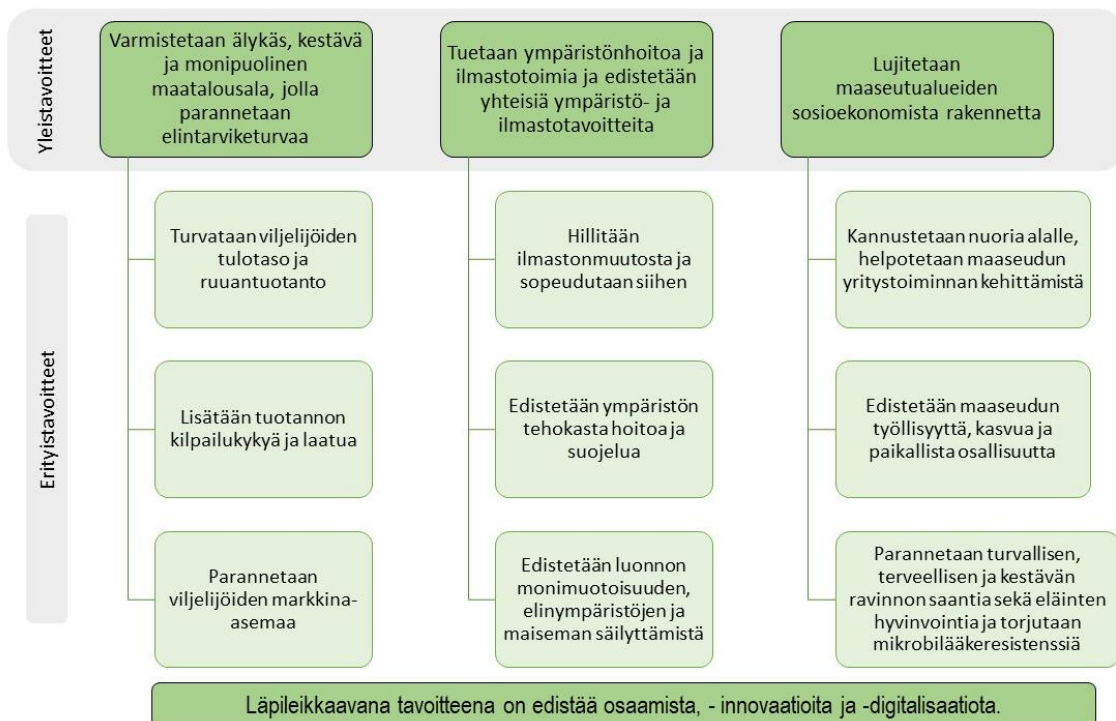 Yleistavoitteet
Varmistetaan älykäs, kestävä
ja monipuolinen
maatalousala, jolla
parannetaan
elintarviketurvaa
Tuetaan ympäristönhoitoa ja
ilmastotoimia ja edistetään
yhteisiä ympäristö- ja
ilmastotavoitteita
Lujitetaan
maaseutualueiden
sosioekonomista rakennetta
Erityistavoitteet
Turvataan viljelijöiden
tulotaso ja
ruuantuotanto
Hillitään
ilmastonmuutosta ja
sopeudutaan siihen
Kannustetaan nuoria alalle,
helpotetaan maaseudun
yritystoiminnan kehittämistä
Lisätään tuotannon
kilpailukykyä ja laatua
Edistetään ympäristön
tehokasta hoitoa ja
suojelua
Edistetään maaseudun
työllisyyttä, kasvua ja
paikallista osallisuutta
Parannetaan
viljelijöiden markkina-
asemaa
Edistetään luonnon
monimuotoisuuden,
elinympäristöjen ja
maiseman säilyttämistä
Parannetaan turvallisen,
terveellisen ja kestävän
ravinnon saantia sekä eläinten
hyvinvointia ja torjutaan
mikrobilääkeresistenssiä
Läpileikkaavana tavoitteena on edistää osaamista, - innovaatioita ja -digitalisaatiota.